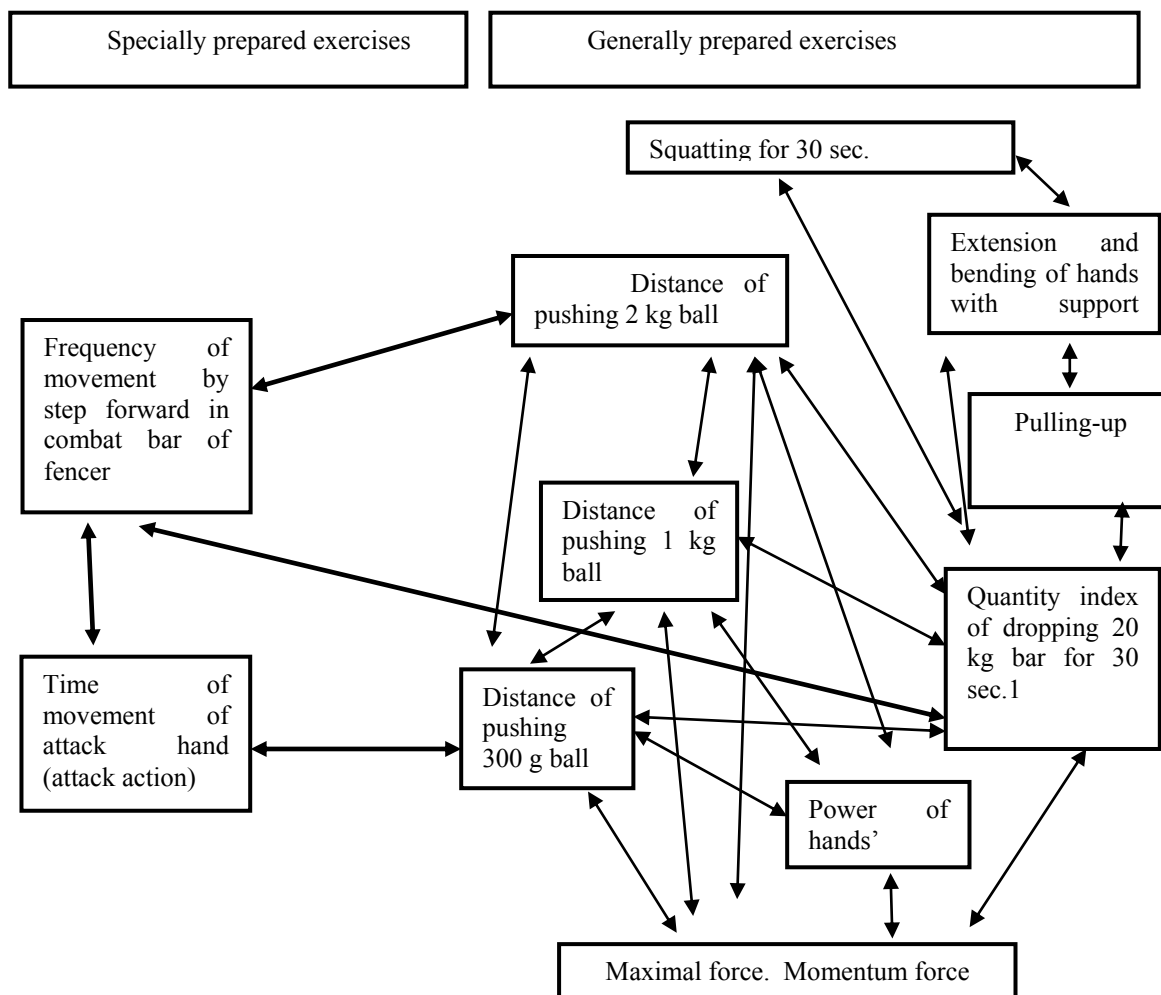 Specially prepared exercises
Generally prepared exercises
Squatting for 30 sec.
Extension and
bending of hands
with support
Distance of
pushing 2 kg ball
Frequency of
movement by
step forward in
combat bar of
fencer
Pulling-up
Distance of
pushing 1 kg
ball
Quantity index
of dropping 20
kg bar for 30
sec.1
Time of
movement of
attack hand
(attack action)
Distance of
pushing
300 g ball
Power of
hands’
Maximal force. Momentum force